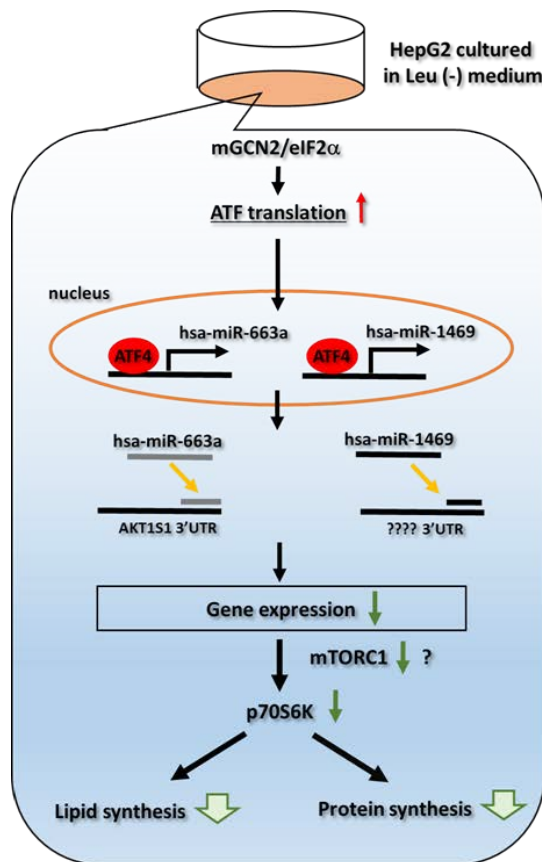 HepG2 cultured
in Leu (-) medium
mGCN2/eIF2α
ATF translation
nucleus
hsa-miR-663a
hsa-miR-1469
ATF4
ATF4
hsa-miR-663a
hsa-miR-1469
AKT1S1 3’UTR
???? 3’UTR
Gene expression
mTORC1 ?
p70S6K
Lipid synthesis
Protein synthesis